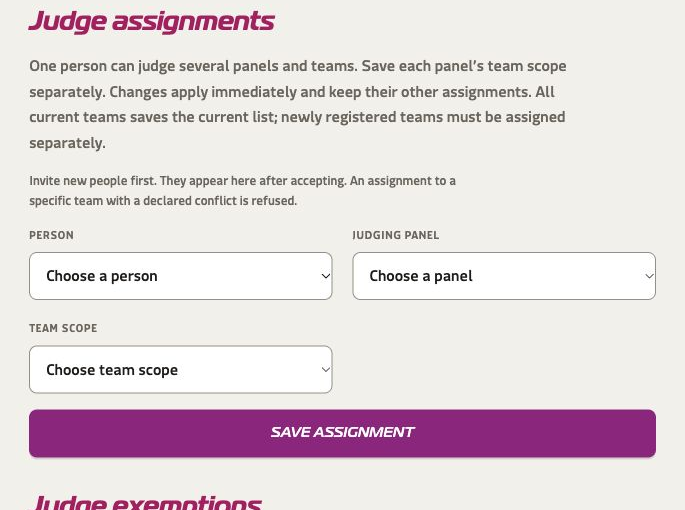 Judge assignments
One person can judge several panels and teams. Save each panel's team scope
separately. Changes apply immediately and keep their other assignments. All
current teams saves the current list; newly registered teams must be assigned
separately.
Invite new people first. They appear here after accepting. An assignment to a
specific team with a declared conflict is refused.
PERSON
JUDGING PANEL
Choose a person
Choose a panel
TEAM SCOPE
Choose team scope
SAVE ASSIGNMENT
Judge exemptions